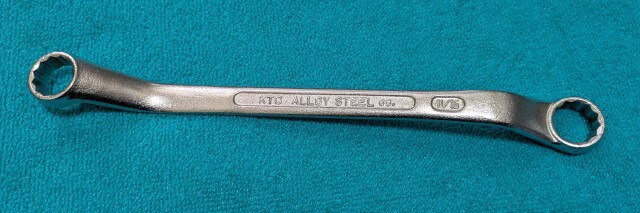 KTC ALLOY STEEL CO.
11/16